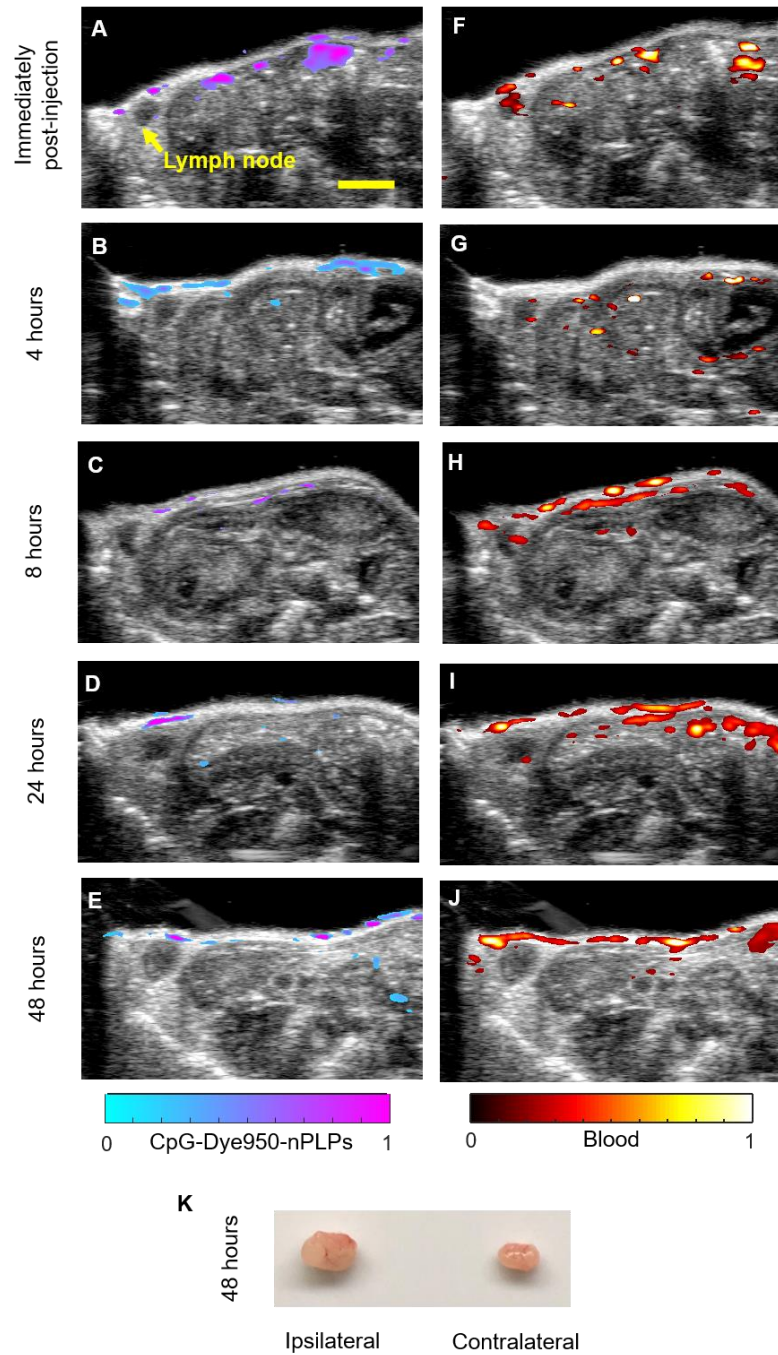 Immediately
post-injection
A
F
Lymph node
4 hours
B
G
8 hours
C
H
24 hours
D
I
48 hours
E
J
0
CpG-Dye950-nPLPs
1
0
Blood
1
K
48 hours
Ipsilateral
Contralateral